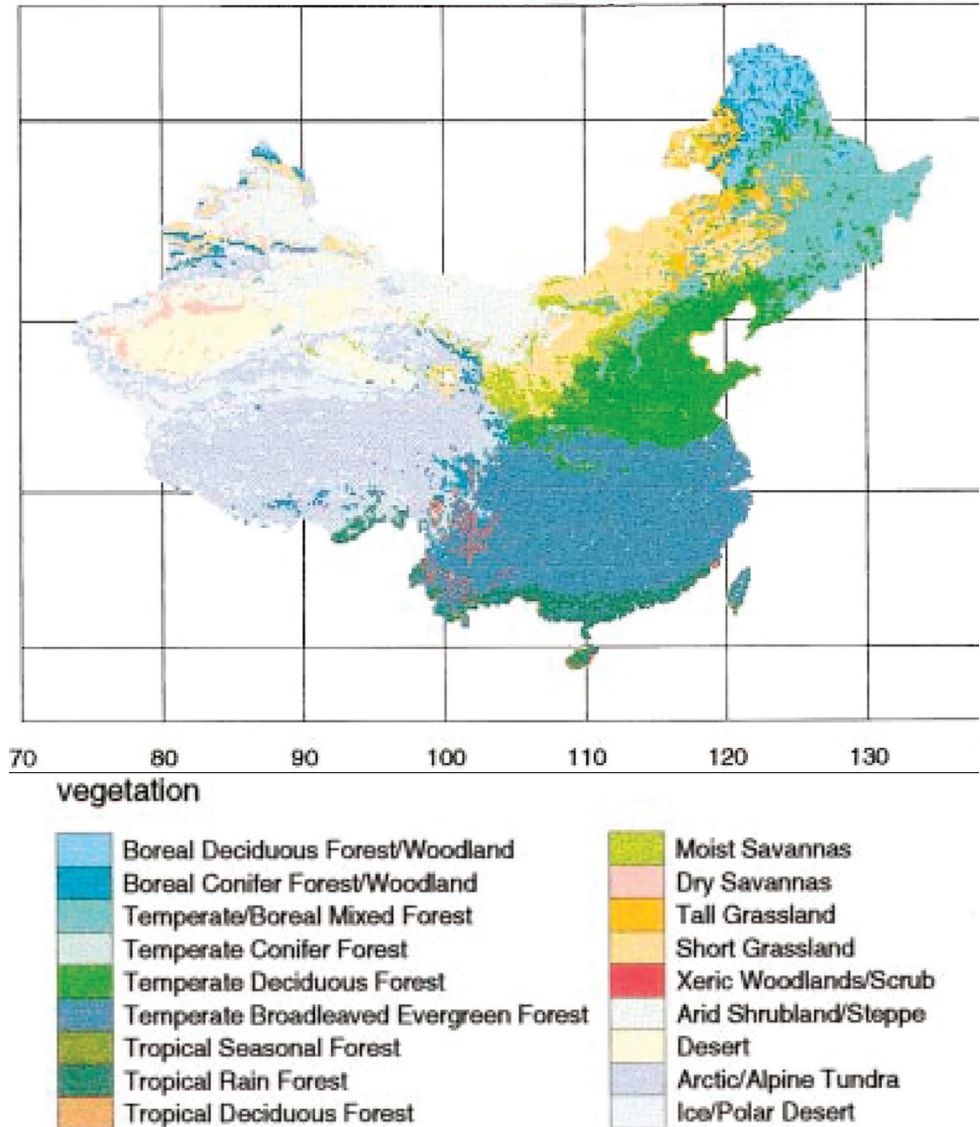 70 80 90 100 110 120 130
vegetation
Boreal Deciduous Forest/Woodland
Boreal Conifer Forest/Woodland
Temperate/Boreal Mixed Forest
Temperate Conifer Forest
Temperate Deciduous Forest
Temperate Broadleaved Evergreen Forest
Tropical Seasonal Forest
Tropical Rain Forest
Tropical Deciduous Forest
Moist Savannas
Dry Savannas
Tall Grassland
Short Grassland
Xeric Woodlands/Scrub
Arid Shrubland/Steppe
Desert
Arctic/Alpine Tundra
Ice/Polar Desert